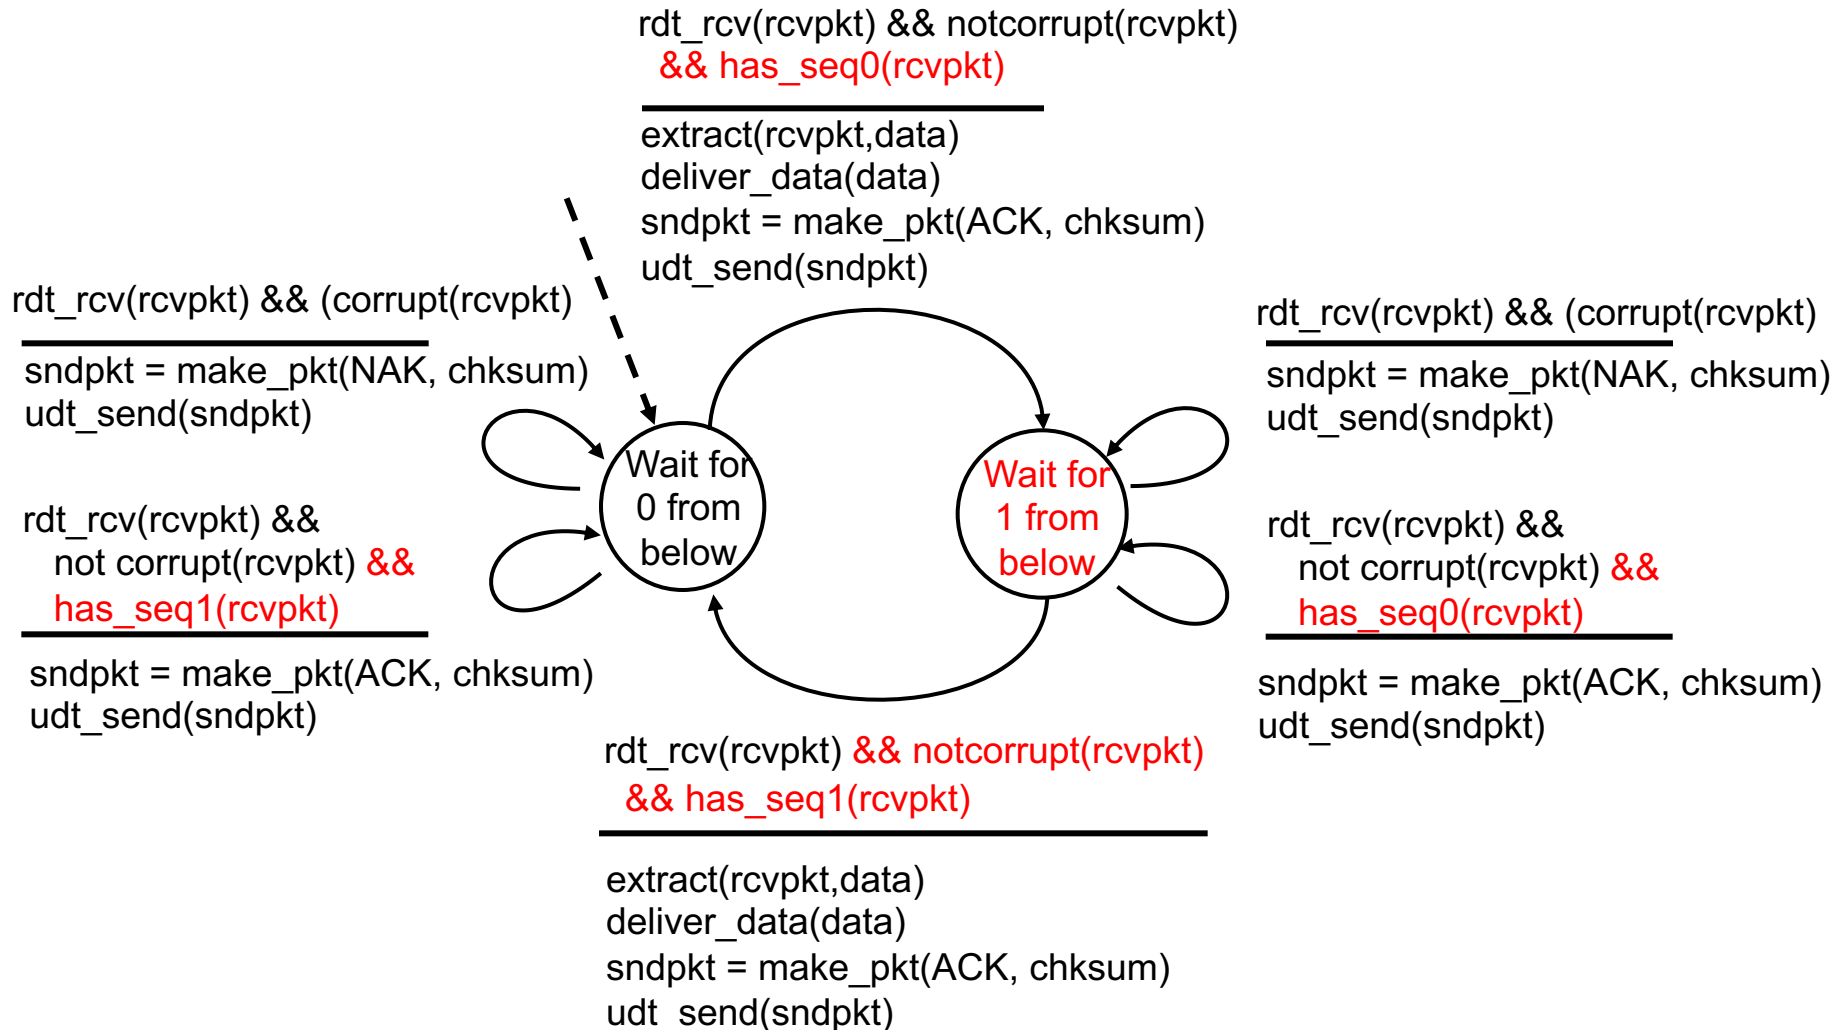 rdt_rcv(rcvpkt) && notcorrupt(rcvpkt)
&& has_seq0(rcvpkt)
extract(rcvpkt,data)
deliver_data(data)
sndpkt = make_pkt(ACK, chksum)
udt_send(sndpkt)
rdt_rcv(rcvpkt) && (corrupt(rcvpkt)
sndpkt = make_pkt(NAK, chksum)
udt_send(sndpkt)
rdt_rcv(rcvpkt) &&
not corrupt(rcvpkt) &&
has_seq1(rcvpkt)
sndpkt = make_pkt(ACK, chksum)
udt_send(sndpkt)
Wait for
0 from
below
Wait for
1 from
below
rdt_rcv(rcvpkt) && (corrupt(rcvpkt)
sndpkt = make_pkt(NAK, chksum)
udt_send(sndpkt)
rdt_rcv(rcvpkt) &&
not corrupt(rcvpkt) &&
has_seq0(rcvpkt)
sndpkt = make_pkt(ACK, chksum)
udt_send(sndpkt)
rdt_rcv(rcvpkt) && notcorrupt(rcvpkt)
&& has_seq1(rcvpkt)
extract(rcvpkt,data)
deliver_data(data)
sndpkt = make_pkt(ACK, chksum)
udt_send(sndpkt)